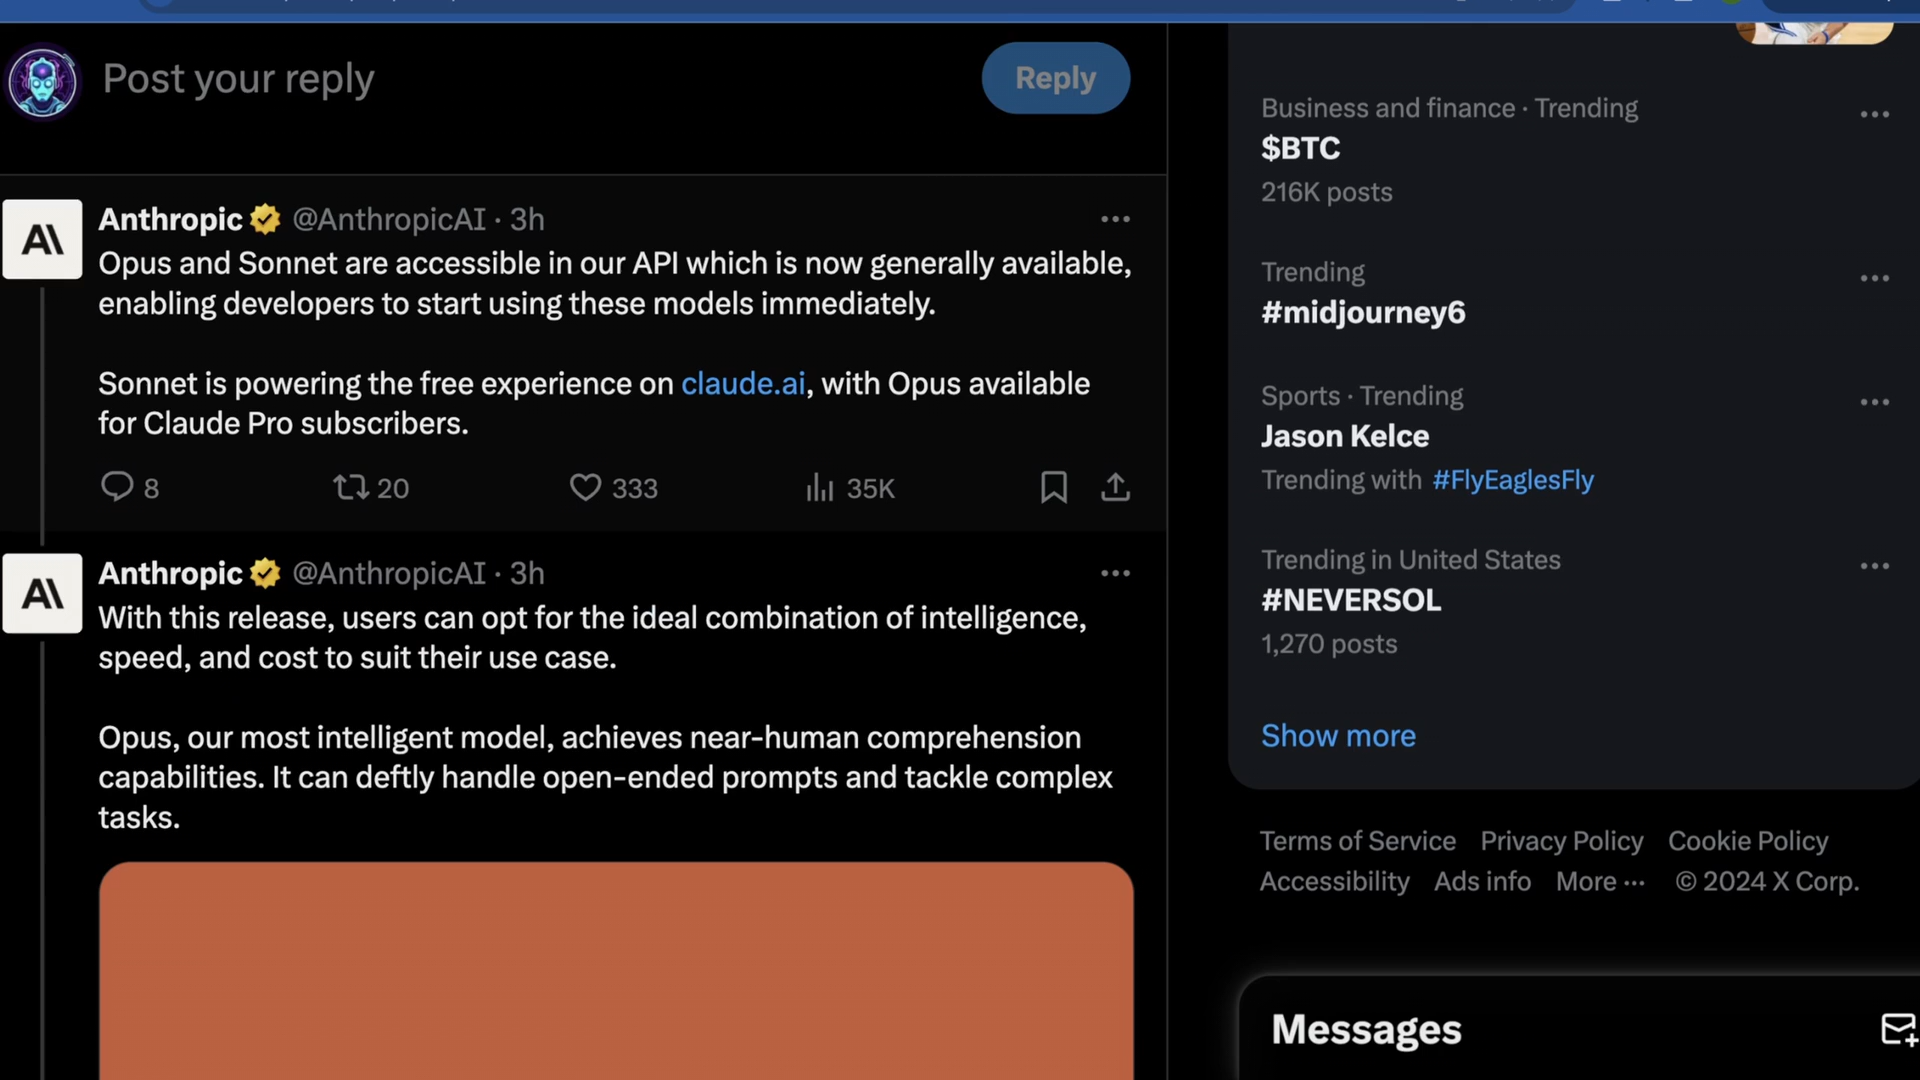 Post your reply
Reply
Anthropic @AnthropicAI · 3h
Opus and Sonnet are accessible in our API which is now generally available,
enabling developers to start using these models immediately.
Sonnet is powering the free experience on claude.ai, with Opus available
for Claude Pro subscribers.
8 20 333 35K
Anthropic @AnthropicAI · 3h
With this release, users can opt for the ideal combination of intelligence,
speed, and cost to suit their use case.
Opus, our most intelligent model, achieves near-human comprehension
capabilities. It can deftly handle open-ended prompts and tackle complex
tasks.
Business and finance · Trending
$BTC
216K posts
Trending
#midjourney6
Sports · Trending
Jason Kelce
Trending with #FlyEaglesFly
Trending in United States
#NEVERSOL
1,270 posts
Show more
Terms of Service Privacy Policy Cookie Policy
Accessibility Ads info More ··· © 2024 X Corp.
Messages